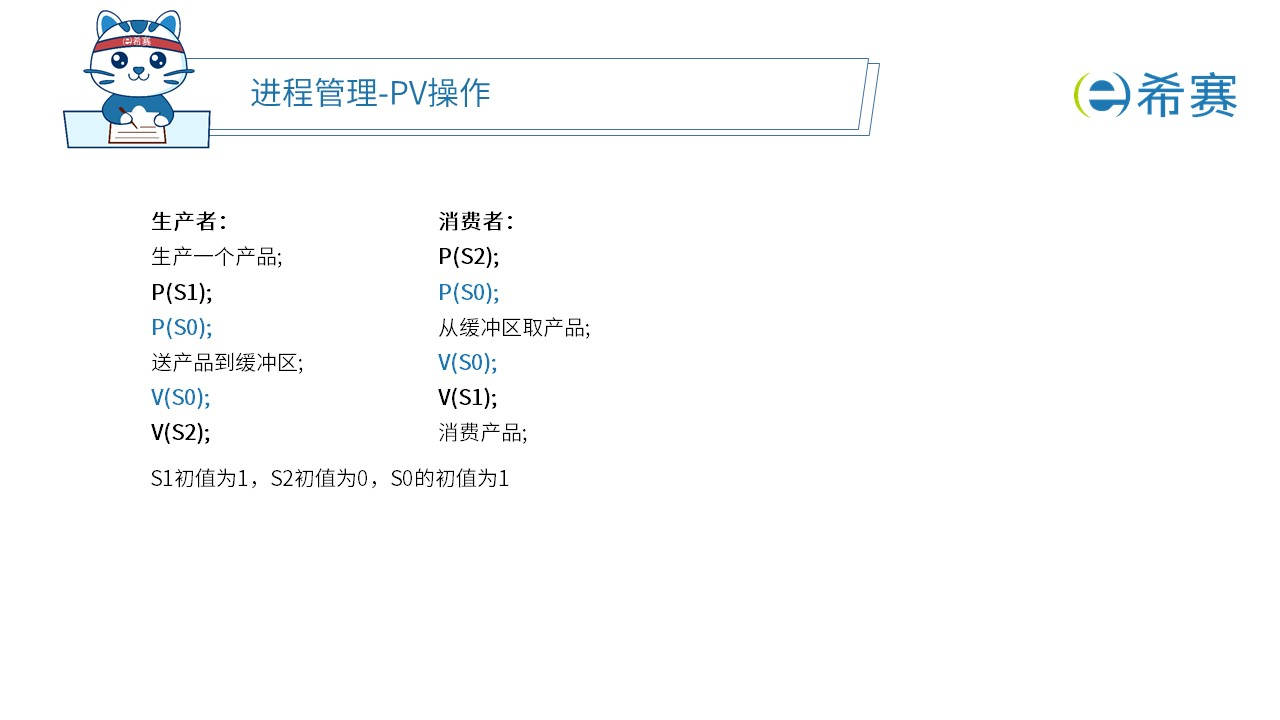 希赛
进程管理-PV操作
希赛
生产者：
生产一个产品;
P(S1);
P(S0);
送产品到缓冲区;
V(S0);
V(S2);
消费者：
P(S2);
P(S0);
从缓冲区取产品;
V(S0);
V(S1);
消费产品;
S1初值为1，S2初值为0，S0的初值为1